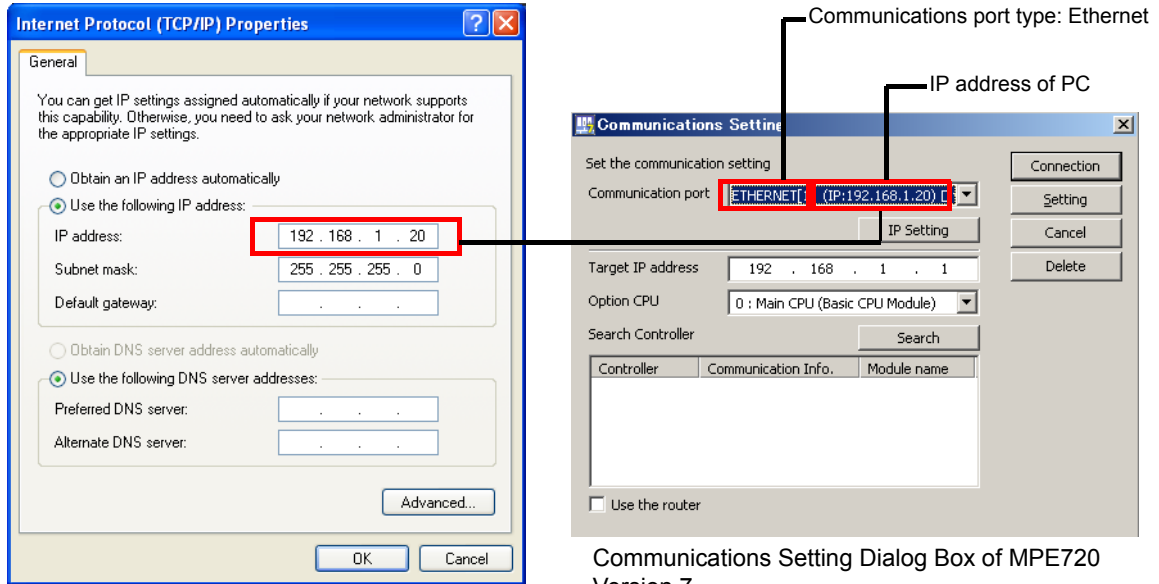 Internet Protocol (TCP/IP) Properties
General
You can get IP settings assigned automatically if your network supports
this capability. Otherwise, you need to ask your network administrator for
the appropriate IP settings.
Obtain an IP address automatically
Use the following IP address:
IP address: 192 . 168 . 1 . 20
Subnet mask: 255 . 255 . 255 . 0
Default gateway: . . .
Obtain DNS server address automatically
Use the following DNS server addresses:
Preferred DNS server: . . .
Alternate DNS server: . . .
Advanced...
OK Cancel
Communications port type: Ethernet
IP address of PC
Communications Setting
Set the communication setting
Communication port ETHERNET[ (IP:192.168.1.20)
IP Setting
Target IP address 192 . 168 . 1 . 1
Option CPU 0 : Main CPU (Basic CPU Module)
Search Controller Search
Controller Communication Info. Module name
Use the router
Connection
Setting
Cancel
Delete
Communications Setting Dialog Box of MPE720
Version 7